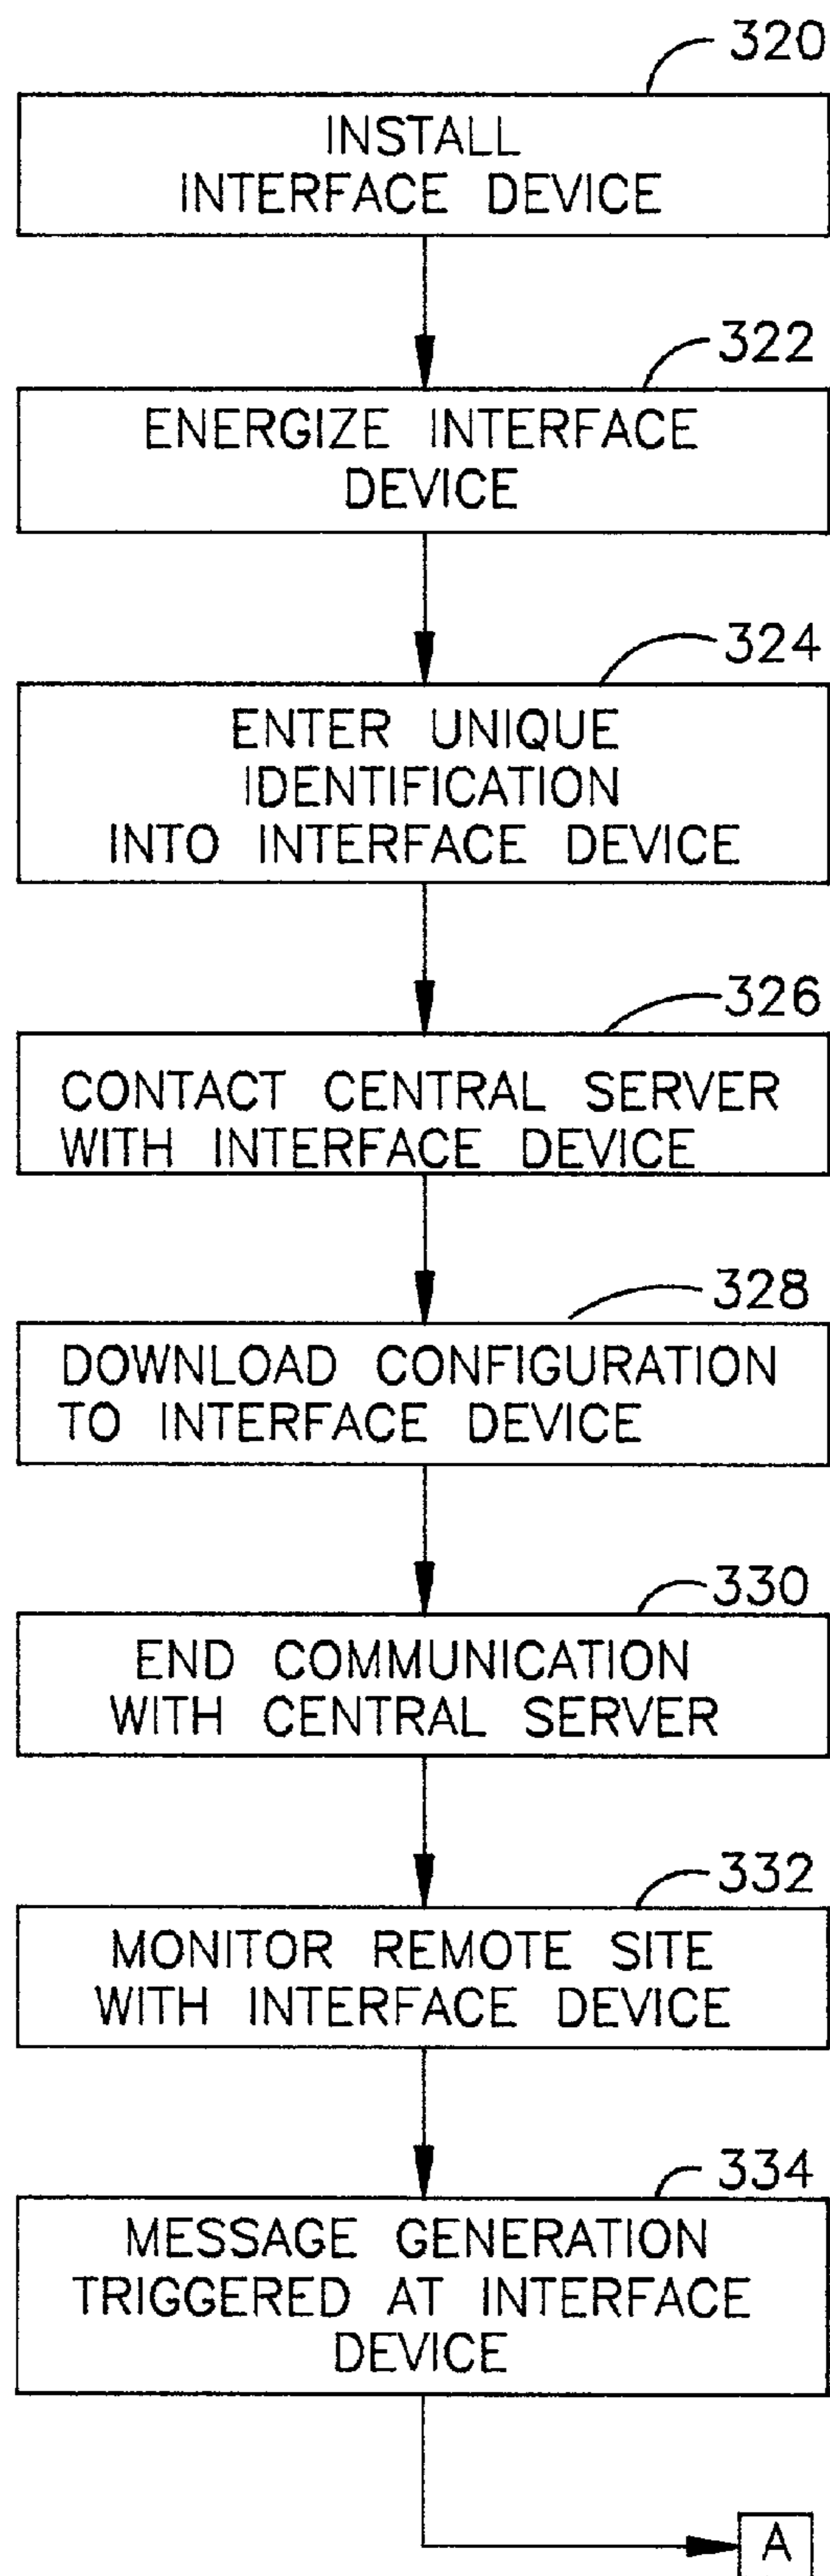 320
INSTALL
INTERFACE DEVICE
322
ENERGIZE INTERFACE
DEVICE
324
ENTER UNIQUE
IDENTIFICATION
INTO INTERFACE DEVICE
326
CONTACT CENTRAL SERVER
WITH INTERFACE DEVICE
328
DOWNLOAD CONFIGURATION
TO INTERFACE DEVICE
330
END COMMUNICATION
WITH CENTRAL SERVER
332
MONITOR REMOTE SITE
WITH INTERFACE DEVICE
334
MESSAGE GENERATION
TRIGGERED AT INTERFACE
DEVICE
A